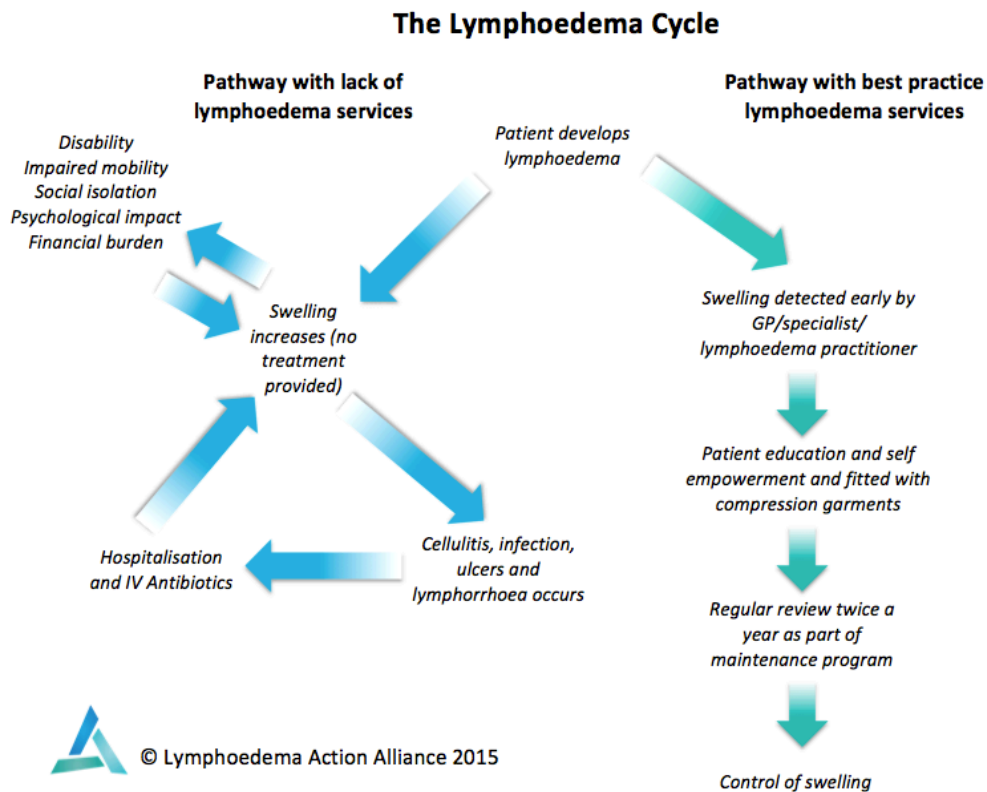 The Lymphoedema Cycle
Pathway with lack of
lymphoedema services
Pathway with best practice
lymphoedema services
Patient develops
lymphoedema
Disability
Impaired mobility
Social isolation
Psychological impact
Financial burden
Swelling
increases (no
treatment
provided)
Cellulitis, infection,
ulcers and
lymphorrhoea occurs
Hospitalisation
and IV Antibiotics
Swelling detected early by
GP/specialist/
lymphoedema practitioner
Patient education and self
empowerment and fitted with
compression garments
Regular review twice a
year as part of
maintenance program
Control of swelling
© Lymphoedema Action Alliance 2015